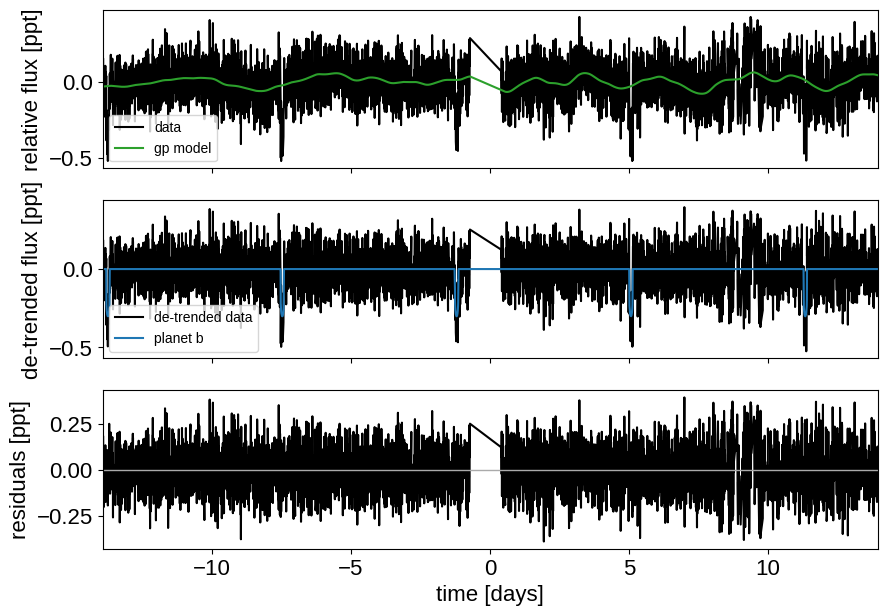 relative flux [ppt]
0.0
−0.5
data
gp model
de-trended flux [ppt]
0.0
−0.5
de-trended data
planet b
residuals [ppt]
0.25
0.00
−0.25
−10
−5
0
5
10
time [days]